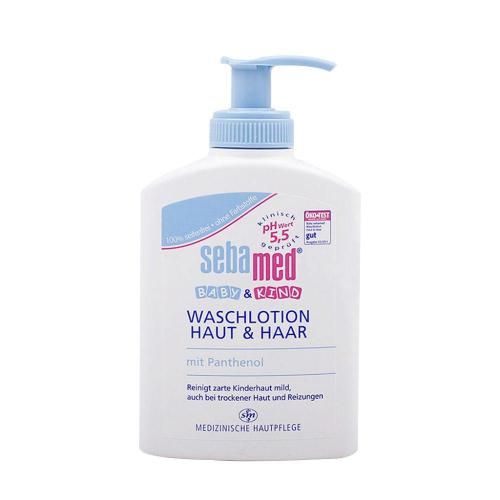 100% seifenfrei • ohne Farbstoffe
klinisch
pH Wert
5,5
geprüft
ÖKO-TEST
gut
sebamed®
BABY & KIND
WASCHLOTION
HAUT & HAAR
mit Panthenol
Reinigt zarte Kinderhaut mild,
auch bei trockener Haut und Reizungen
sm
MEDIZINISCHE HAUTPFLEGE